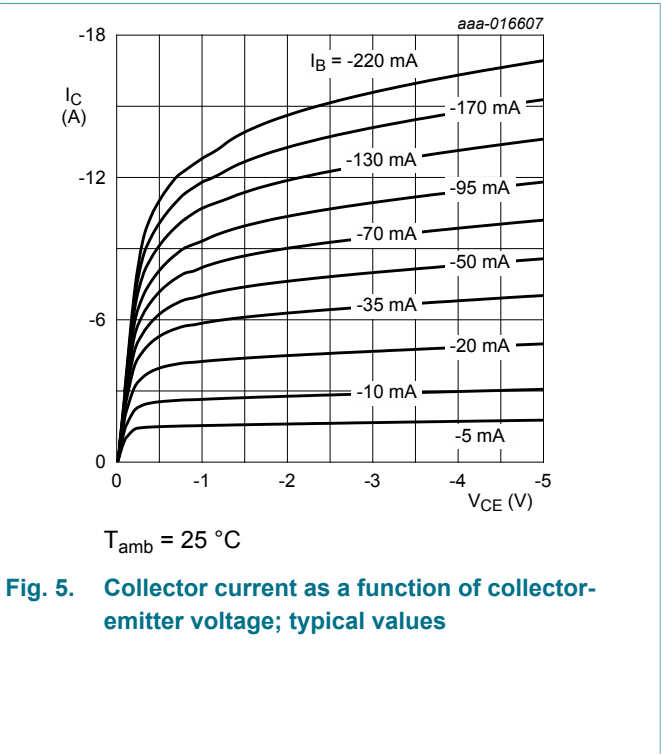 aaa-016607
-18
I_B = -220 mA
I_C
(A)
-170 mA
-130 mA
-12
-95 mA
-70 mA
-50 mA
-35 mA
-6
-20 mA
-10 mA
-5 mA
0
0 -1 -2 -3 -4 -5
V_CE (V)
T_amb = 25 °C
Fig. 5. Collector current as a function of collector-
emitter voltage; typical values